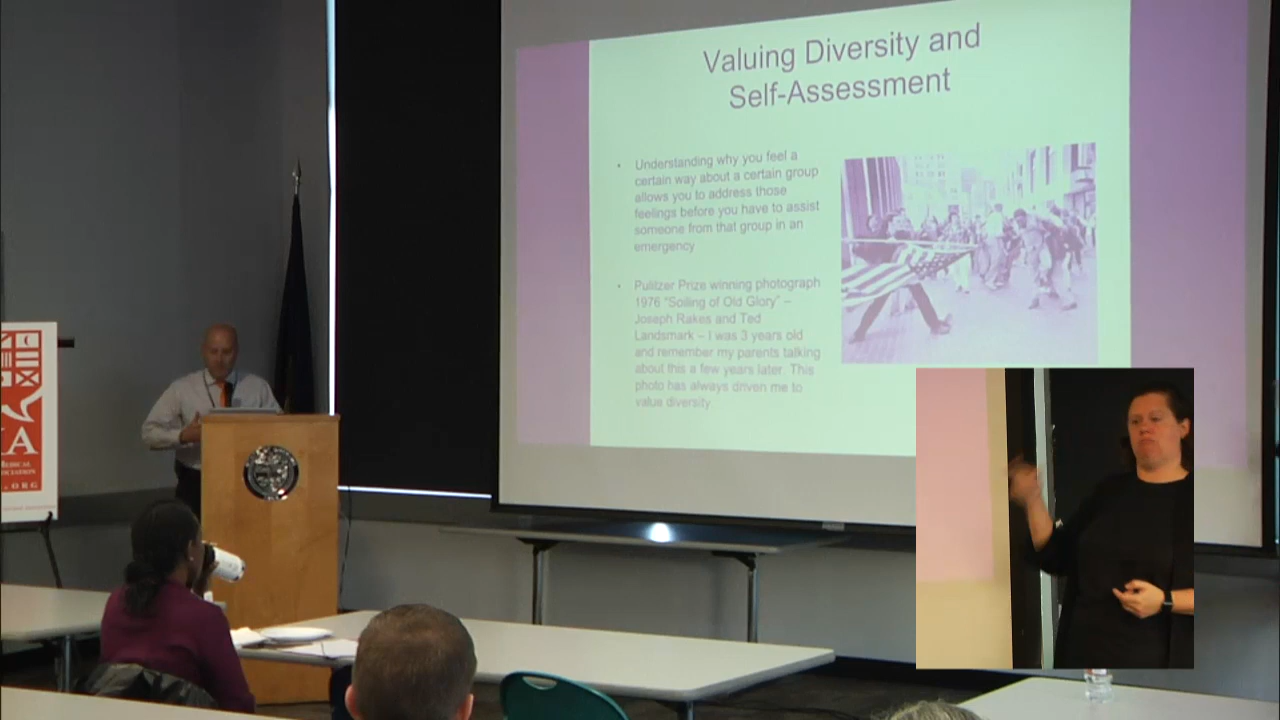 Valuing Diversity and
Self-Assessment
• Understanding why you feel a
certain way about a certain group
allows you to address those
feelings before you have to assist
someone from that group in an
emergency
• Pulitzer Prize winning photograph
1976 "Soiling of Old Glory" –
Joseph Rakes and Ted
Landsmark – I was 3 years old
and remember my parents talking
about this a few years later. This
photo has always driven me to
value diversity.
.ORG